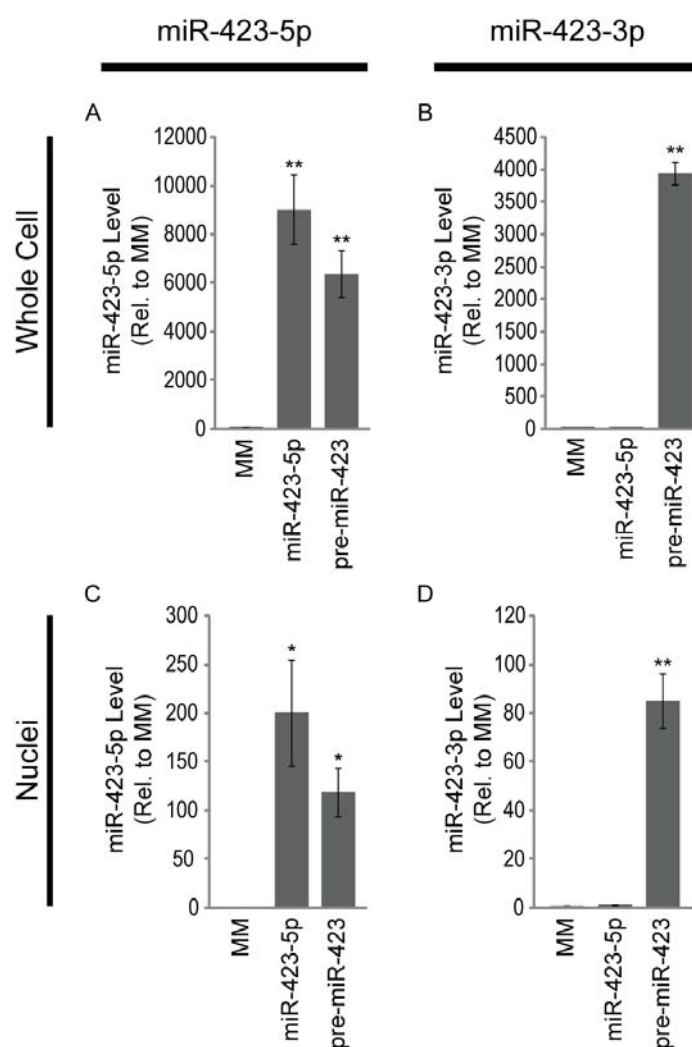 miR-423-5p
miR-423-3p
Whole Cell
A
miR-423-5p Level
(Rel. to MM)
12000
10000
8000
6000
4000
2000
0
**
**
MM
miR-423-5p
pre-miR-423
B
miR-423-3p Level
(Rel. to MM)
4500
4000
3500
3000
2500
2000
1500
1000
500
0
**
MM
miR-423-5p
pre-miR-423
Nuclei
C
miR-423-5p Level
(Rel. to MM)
300
250
200
150
100
50
0
*
*
MM
miR-423-5p
pre-miR-423
D
miR-423-3p Level
(Rel. to MM)
120
100
80
60
40
20
0
**
MM
miR-423-5p
pre-miR-423